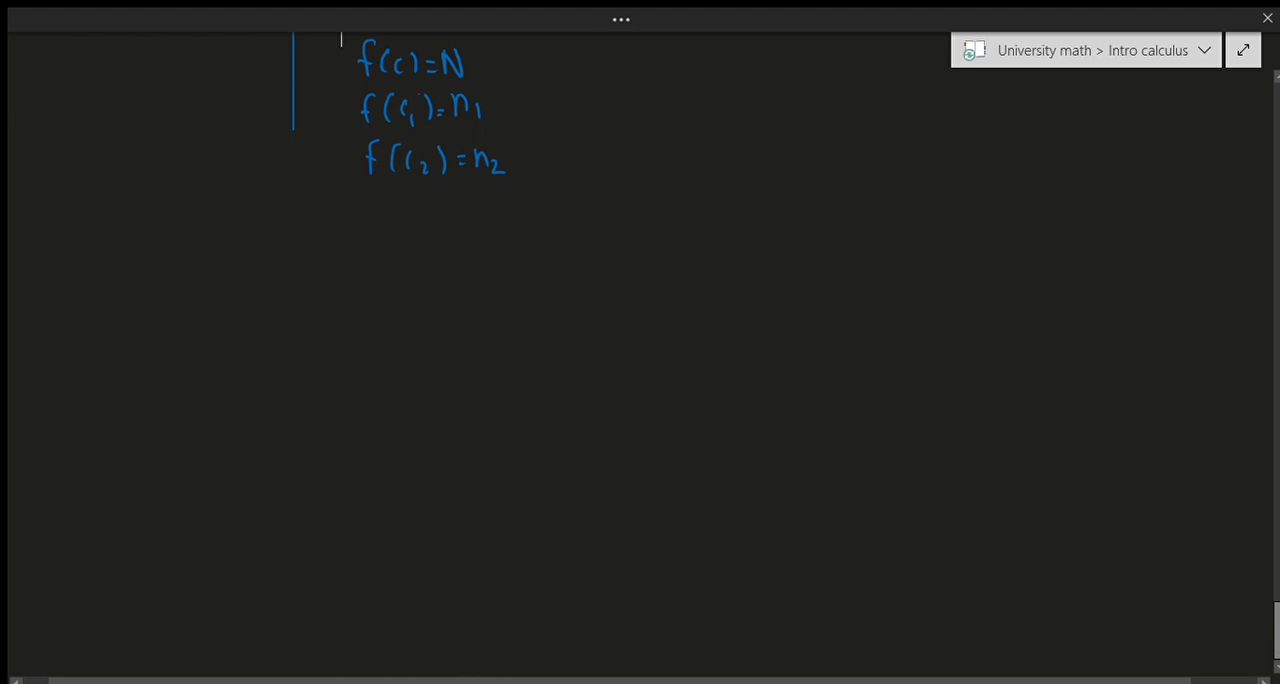 ...
University math > Intro calculus
f(c)=N
f(c₁)=n₁
f(c₂)=n₂